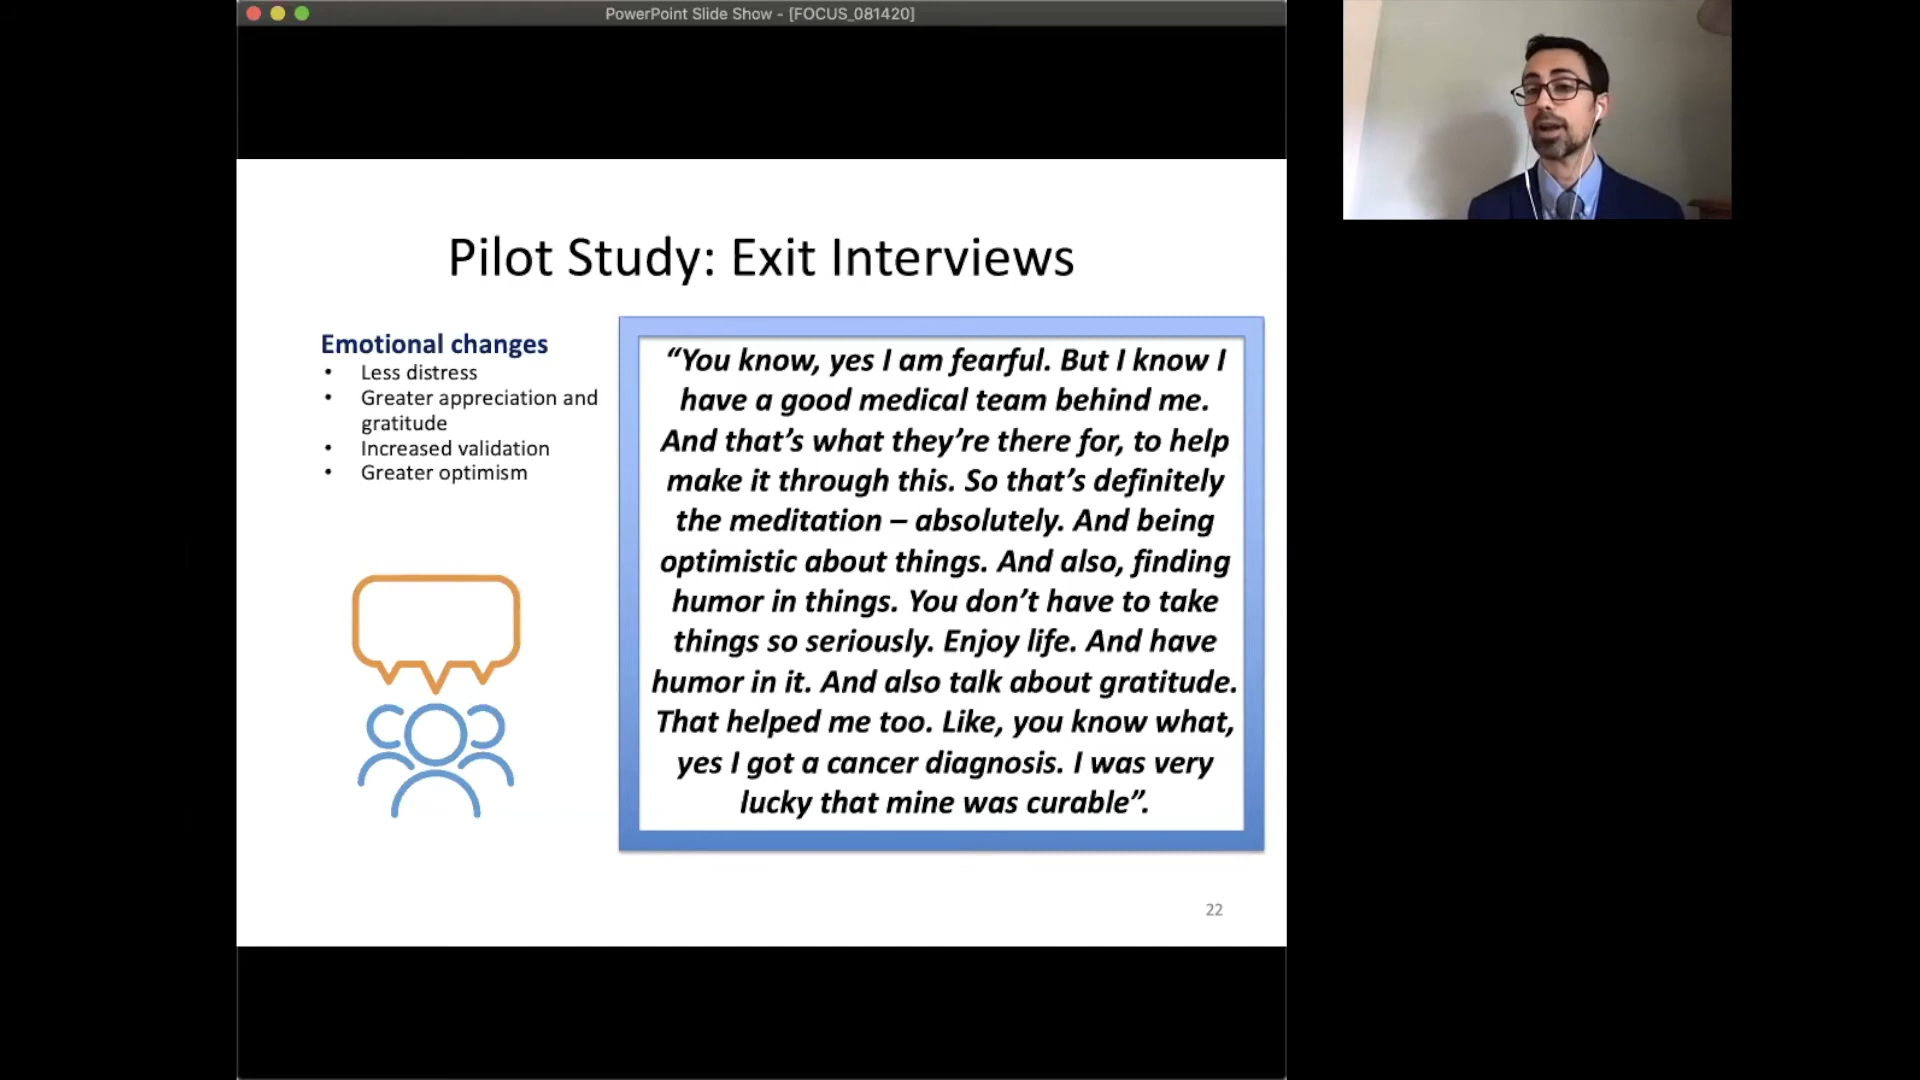 PowerPoint Slide Show - [FOCUS_081420]
Pilot Study: Exit Interviews
Emotional changes
• Less distress
• Greater appreciation and
gratitude
• Increased validation
• Greater optimism
“You know, yes I am fearful. But I know I
have a good medical team behind me.
And that’s what they’re there for, to help
make it through this. So that’s definitely
the meditation – absolutely. And being
optimistic about things. And also, finding
humor in things. You don’t have to take
things so seriously. Enjoy life. And have
humor in it. And also talk about gratitude.
That helped me too. Like, you know what,
yes I got a cancer diagnosis. I was very
lucky that mine was curable”.
22